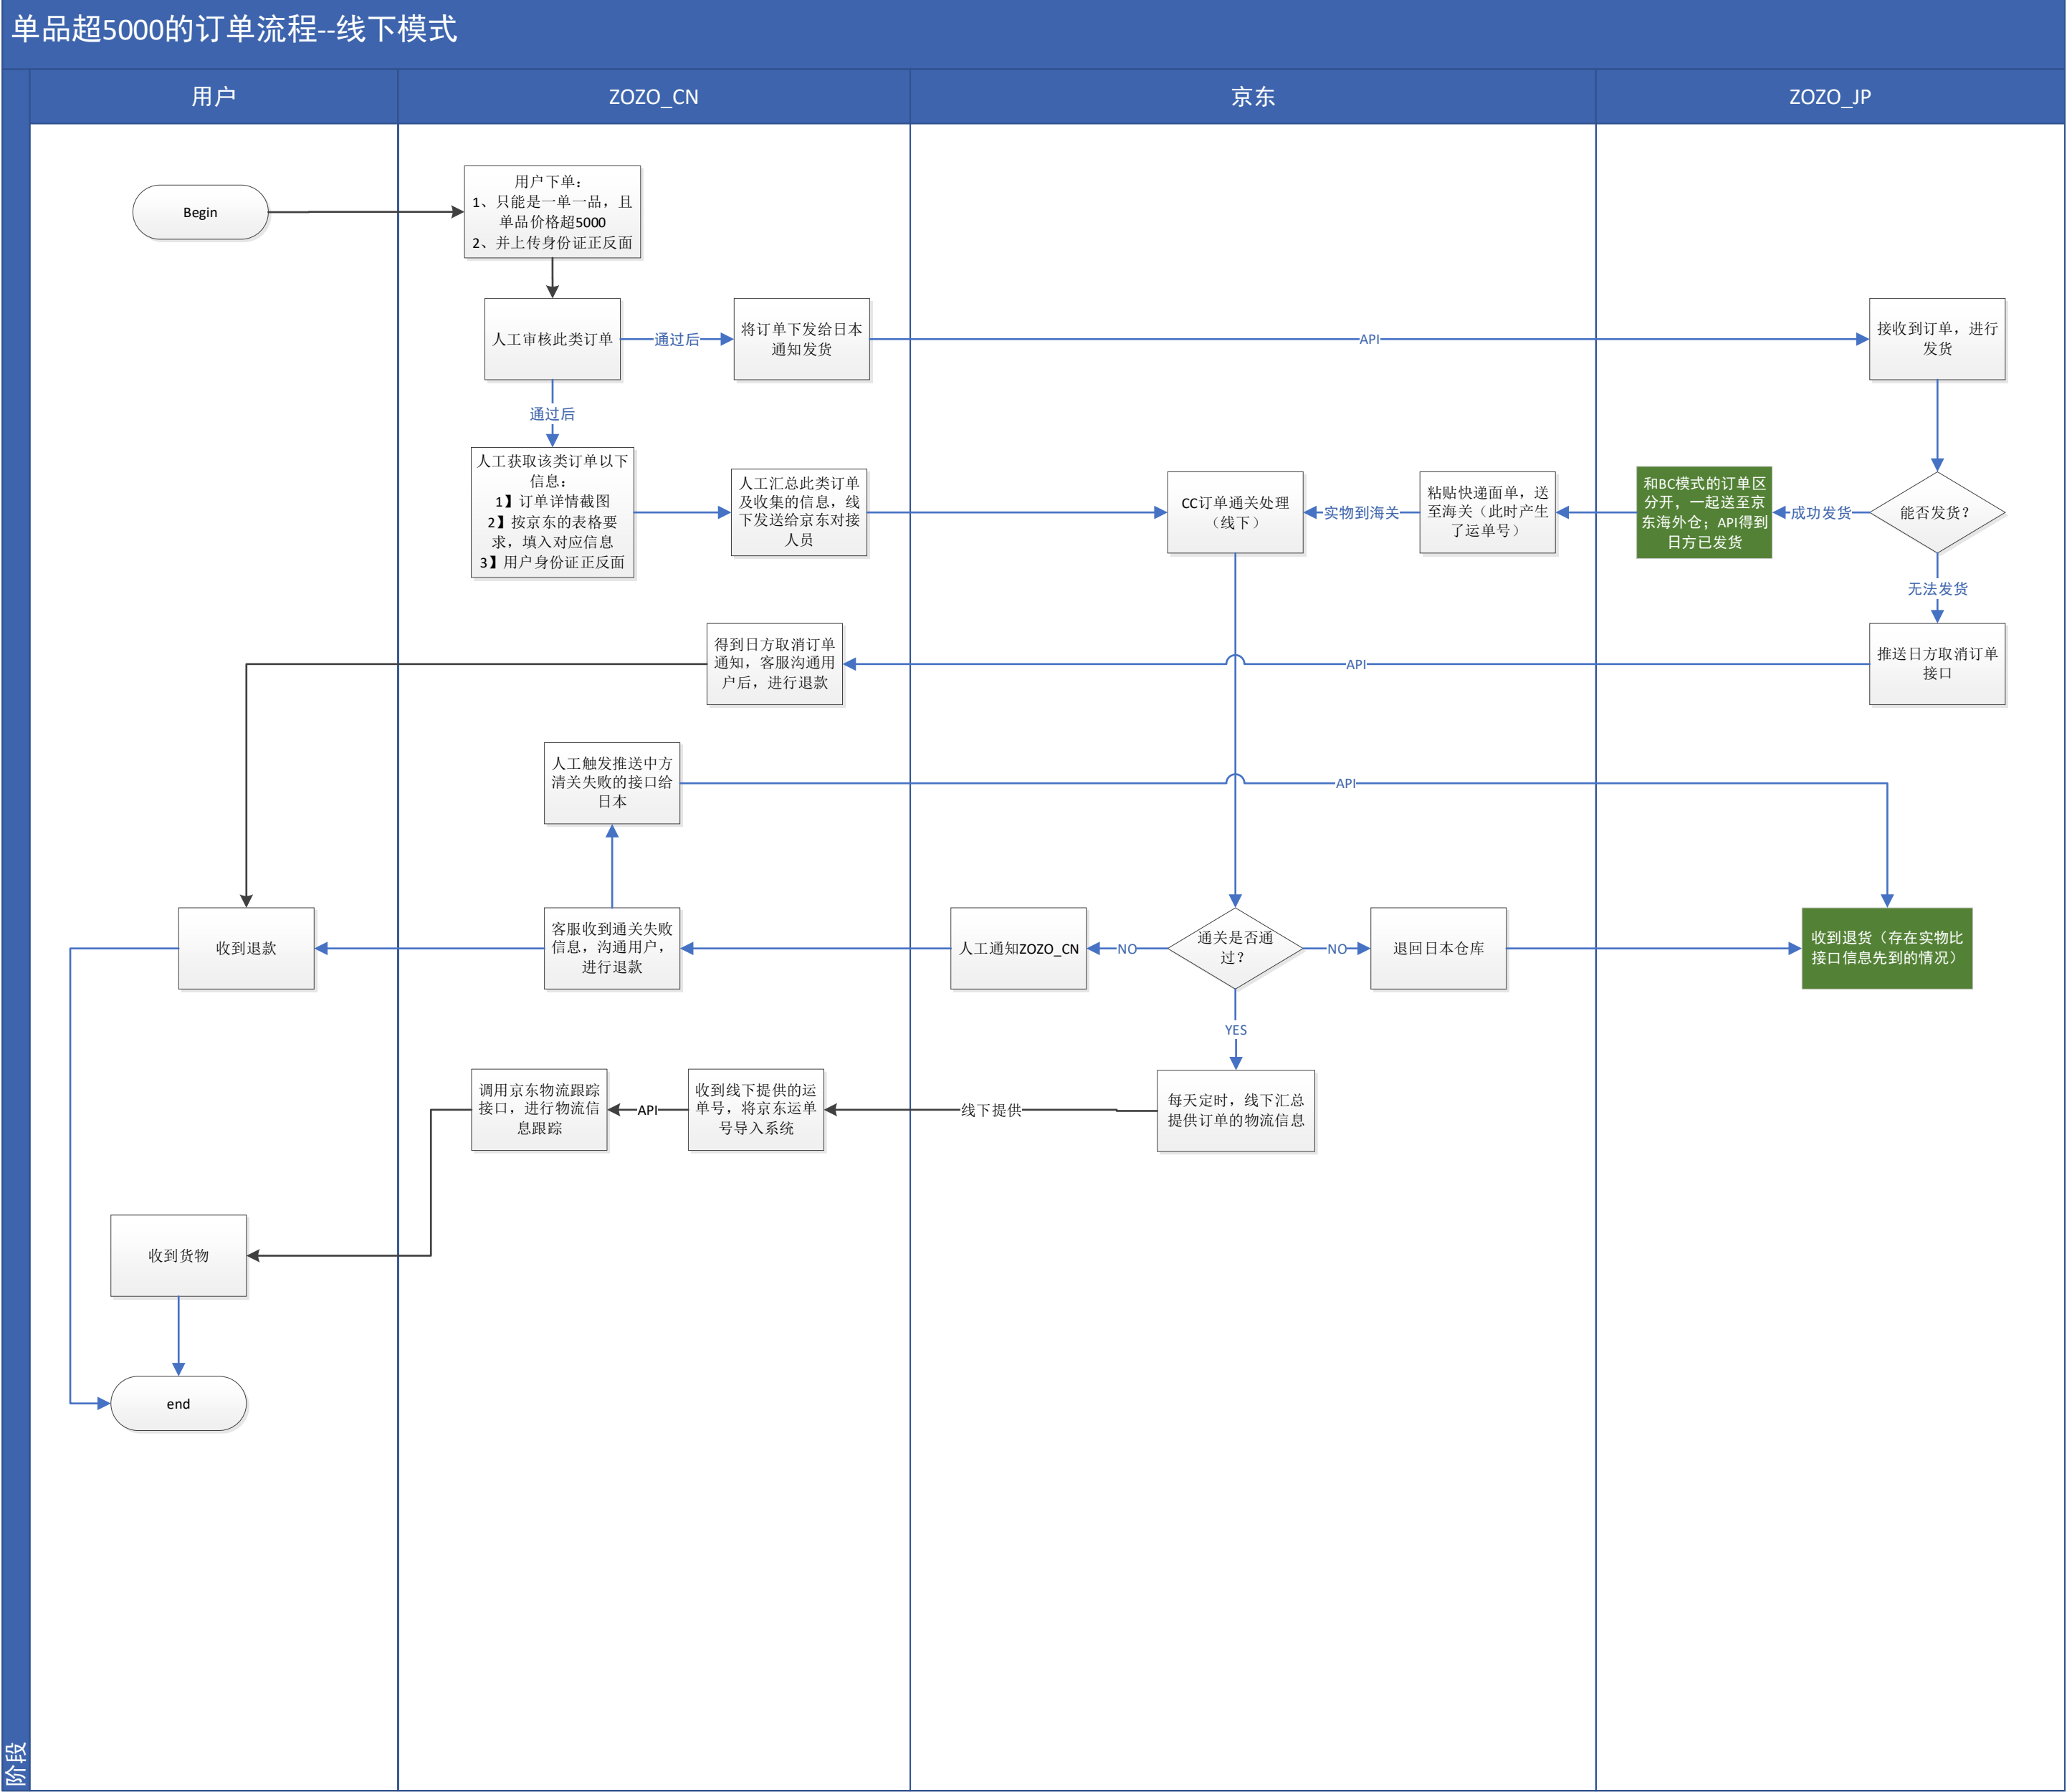 单品超5000的订单流程--线下模式
用户
ZOZO_CN
京东
ZOZO_JP
Begin
用户下单：
1、只能是一单一品，且
单品价格超5000
2、并上传身份证正反面
人工审核此类订单
通过后
将订单下发给日本
通知发货
API
接收到订单，进行
发货
通过后
人工获取该类订单以下
信息：
1】订单详情截图
2】按京东的表格要
求，填入对应信息
3】用户身份证正反面
人工汇总此类订单
及收集的信息，线
下发送给京东对接
人员
CC订单通关处理
（线下）
实物到海关
粘贴快递面单，送
至海关（此时产生
了运单号）
和BC模式的订单区
分开，一起送至京
东海外仓；API得到
日方已发货
成功发货
能否发货？
无法发货
得到日方取消订单
通知，客服沟通用
户后，进行退款
API
推送日方取消订单
接口
人工触发推送中方
清关失败的接口给
日本
API
收到退款
客服收到通关失败
信息，沟通用户，
进行退款
人工通知ZOZO_CN
NO
通关是否通
过？
NO
退回日本仓库
收到退货（存在实物比
接口信息先到的情况）
YES
调用京东物流跟踪
接口，进行物流信
息跟踪
API
收到线下提供的运
单号，将京东运单
号导入系统
线下提供
每天定时，线下汇总
提供订单的物流信息
收到货物
end
阶段